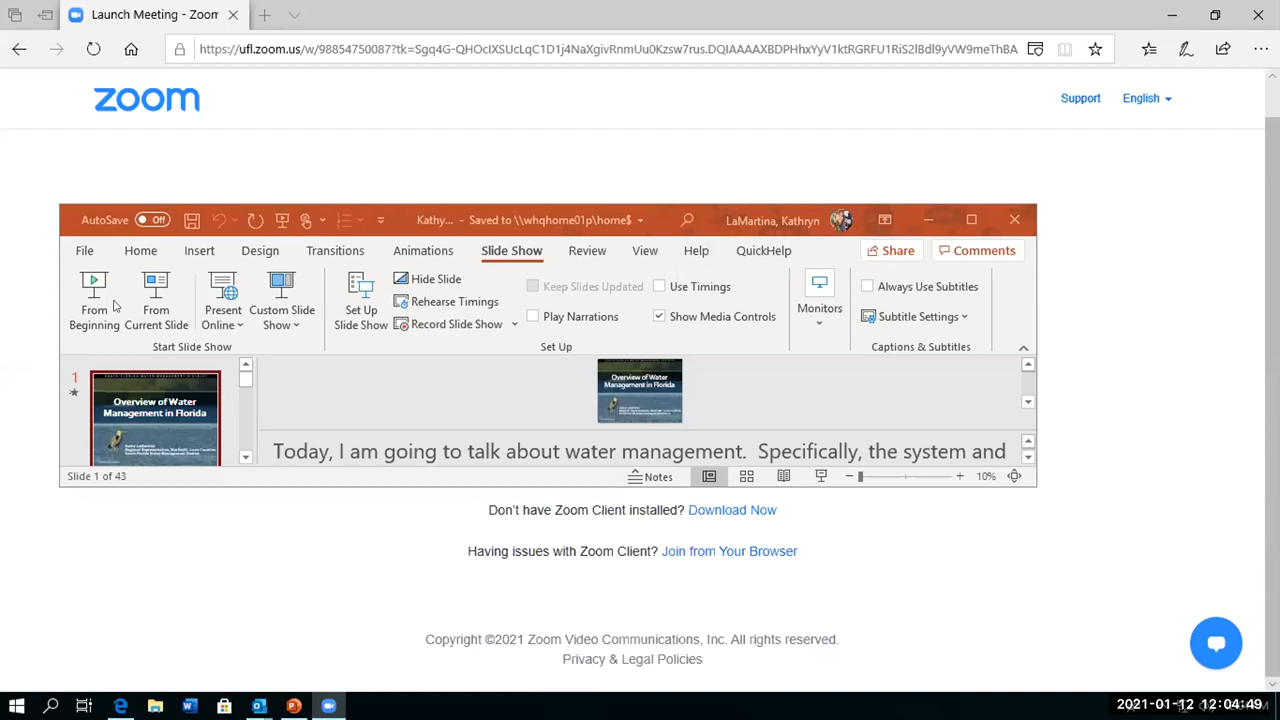 Launch Meeting - Zoom
https://ufl.zoom.us/w/98854750087?tk=Sgq4G-QHOcIXSUcLqC1D1j4NaXgivRnmUu0Kzsw7rus.DQIAAAAXBDPHhxYyV1ktRGRFU1RiS2lBdl9yVW9meThBA
zoom
Support English
AutoSave Off Kathy... - Saved to \\whqhome01p\home$ LaMartina, Kathryn
File Home Insert Design Transitions Animations Slide Show Review View Help QuickHelp Share Comments
From Beginning
From Current Slide
Present Online
Custom Slide Show
Set Up Slide Show
Hide Slide
Rehearse Timings
Record Slide Show
Keep Slides Updated
Use Timings
Play Narrations
Show Media Controls
Monitors
Always Use Subtitles
Subtitle Settings
Start Slide Show Set Up Captions & Subtitles
1
Overview of Water
Management in Florida
Overview of Water
Management in Florida
Today, I am going to talk about water management. Specifically, the system and
Slide 1 of 43 Notes 10%
Don't have Zoom Client installed? Download Now
Having issues with Zoom Client? Join from Your Browser
Copyright ©2021 Zoom Video Communications, Inc. All rights reserved.
Privacy & Legal Policies
2021-01-12 12:04:49